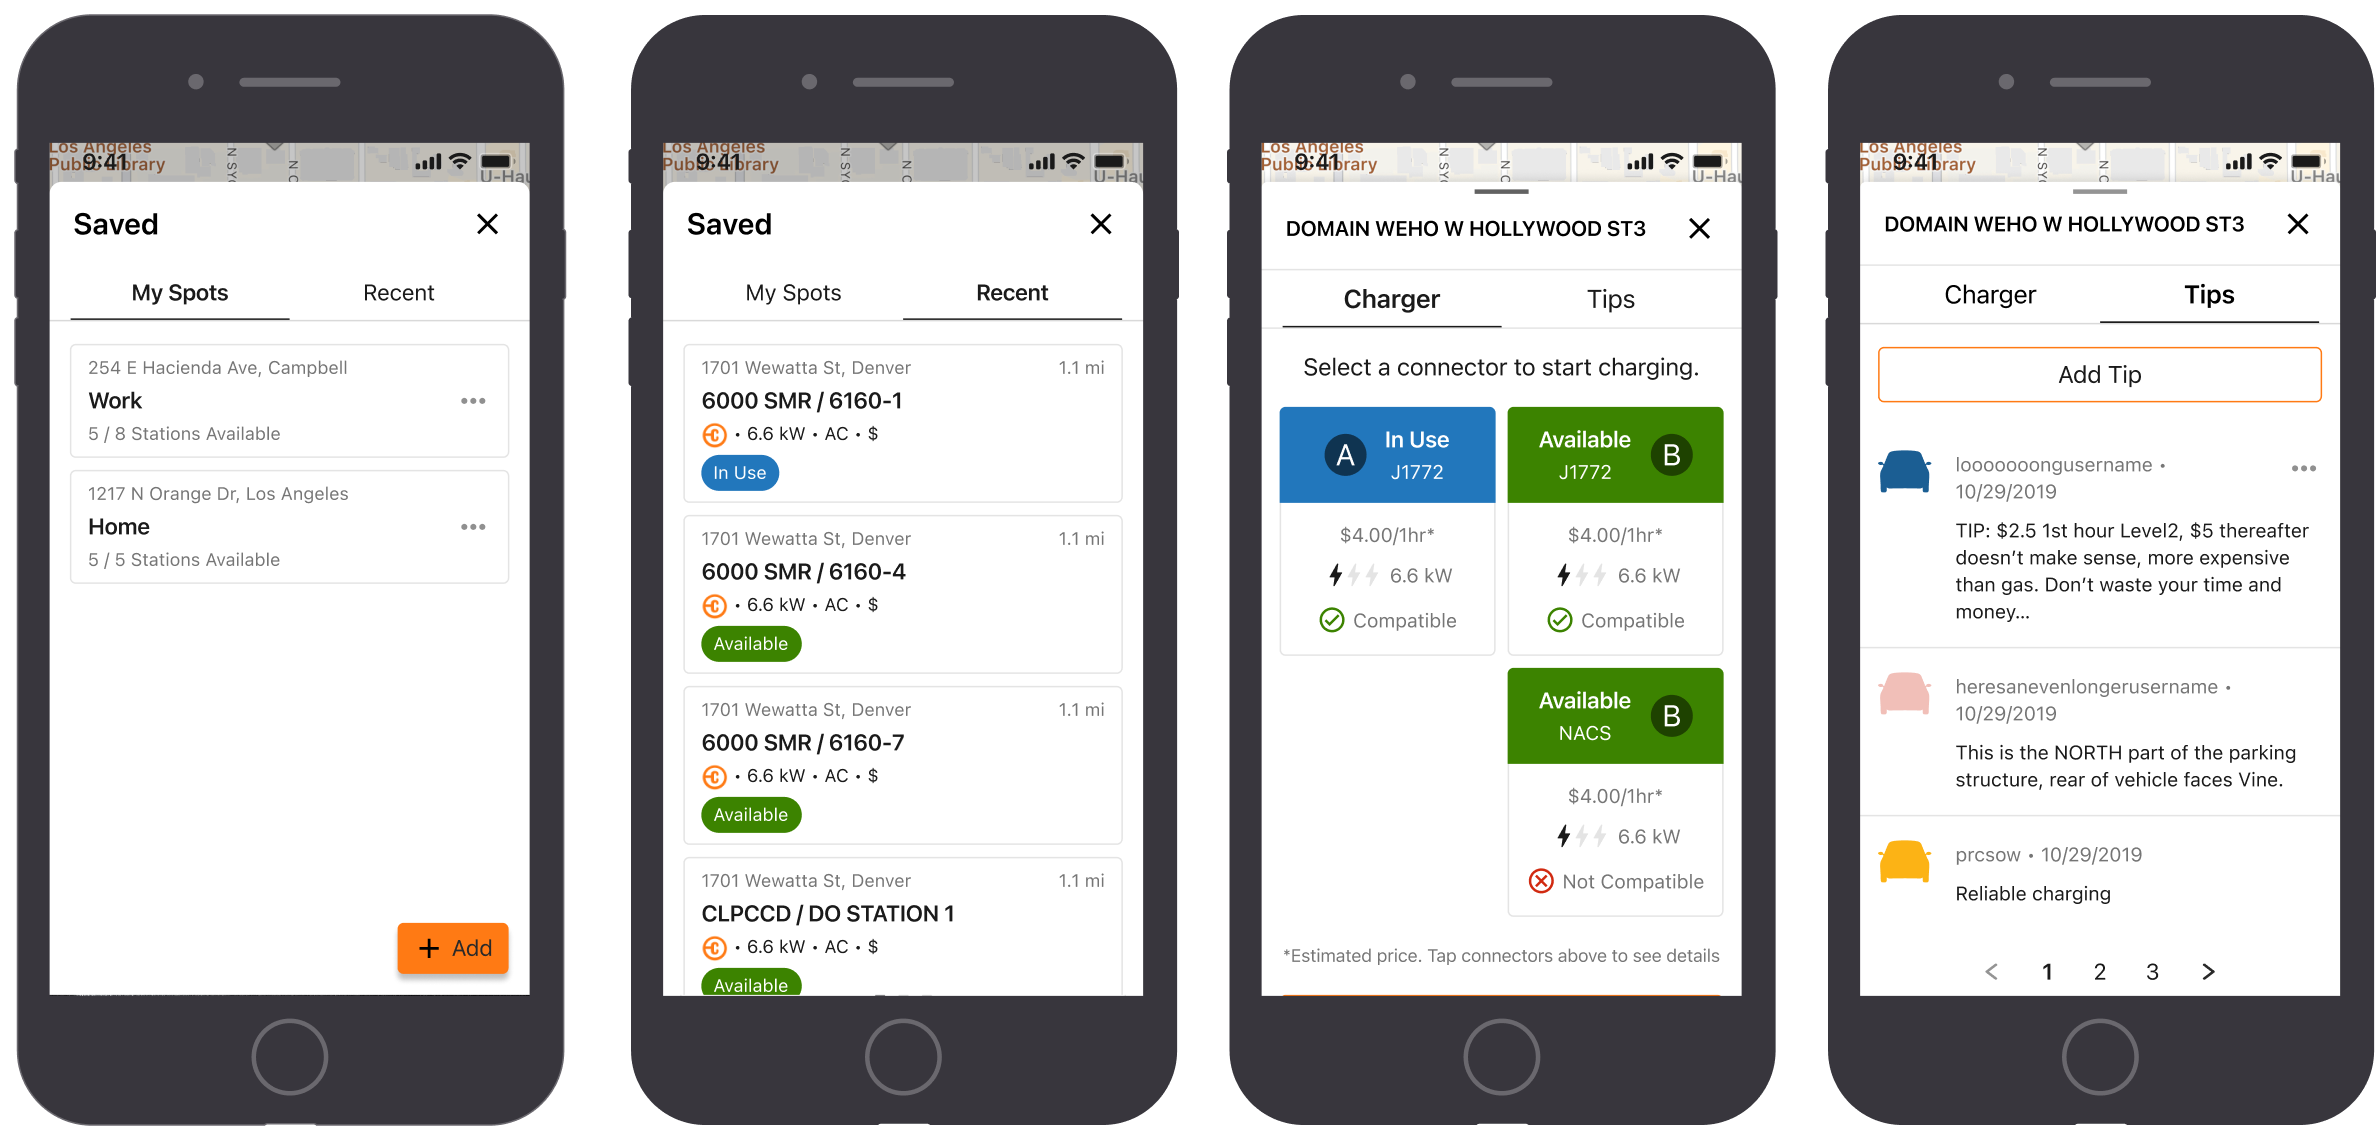 Los Angeles
Public Library
9:41
N SYC
N C
U-Hau
Saved
My Spots
Recent
254 E Hacienda Ave, Campbell
Work
5 / 8 Stations Available
1217 N Orange Dr, Los Angeles
Home
5 / 5 Stations Available
+ Add
Los Angeles
Public Library
9:41
N SYC
N C
U-Hau
Saved
My Spots
Recent
1701 Wewatta St, Denver
1.1 mi
6000 SMR / 6160-1
• 6.6 kW • AC • $
In Use
1701 Wewatta St, Denver
1.1 mi
6000 SMR / 6160-4
• 6.6 kW • AC • $
Available
1701 Wewatta St, Denver
1.1 mi
6000 SMR / 6160-7
• 6.6 kW • AC • $
Available
1701 Wewatta St, Denver
1.1 mi
CLPCCD / DO STATION 1
• 6.6 kW • AC • $
Available
Los Angeles
Public Library
9:41
N SYC
N C
U-Hau
DOMAIN WEHO W HOLLYWOOD ST3
Charger
Tips
Select a connector to start charging.
A
In Use
J1772
$4.00/1hr*
6.6 kW
Compatible
Available
J1772
B
$4.00/1hr*
6.6 kW
Compatible
Available
NACS
B
$4.00/1hr*
6.6 kW
Not Compatible
*Estimated price. Tap connectors above to see details
Los Angeles
Public Library
9:41
N SYC
N C
U-Hau
DOMAIN WEHO W HOLLYWOOD ST3
Charger
Tips
Add Tip
looooooongusername •
10/29/2019
TIP: $2.5 1st hour Level2, $5 thereafter
doesn't make sense, more expensive
than gas. Don't waste your time and
money...
heresanevenlongerusername •
10/29/2019
This is the NORTH part of the parking
structure, rear of vehicle faces Vine.
prcsow • 10/29/2019
Reliable charging
< 1 2 3 >